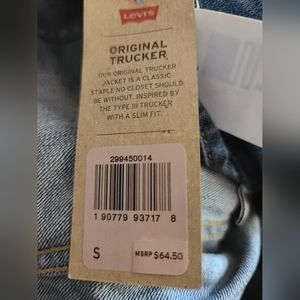 Levi's
ORIGINAL
TRUCKER
OUR ORIGINAL TRUCKER
JACKET IS A CLASSIC
STAPLE NO CLOSET SHOULD
BE WITHOUT. INSPIRED BY
THE TYPE III TRUCKER
WITH A SLIM FIT.
299450014
1 90779 93717 8
S MSRP $64.50